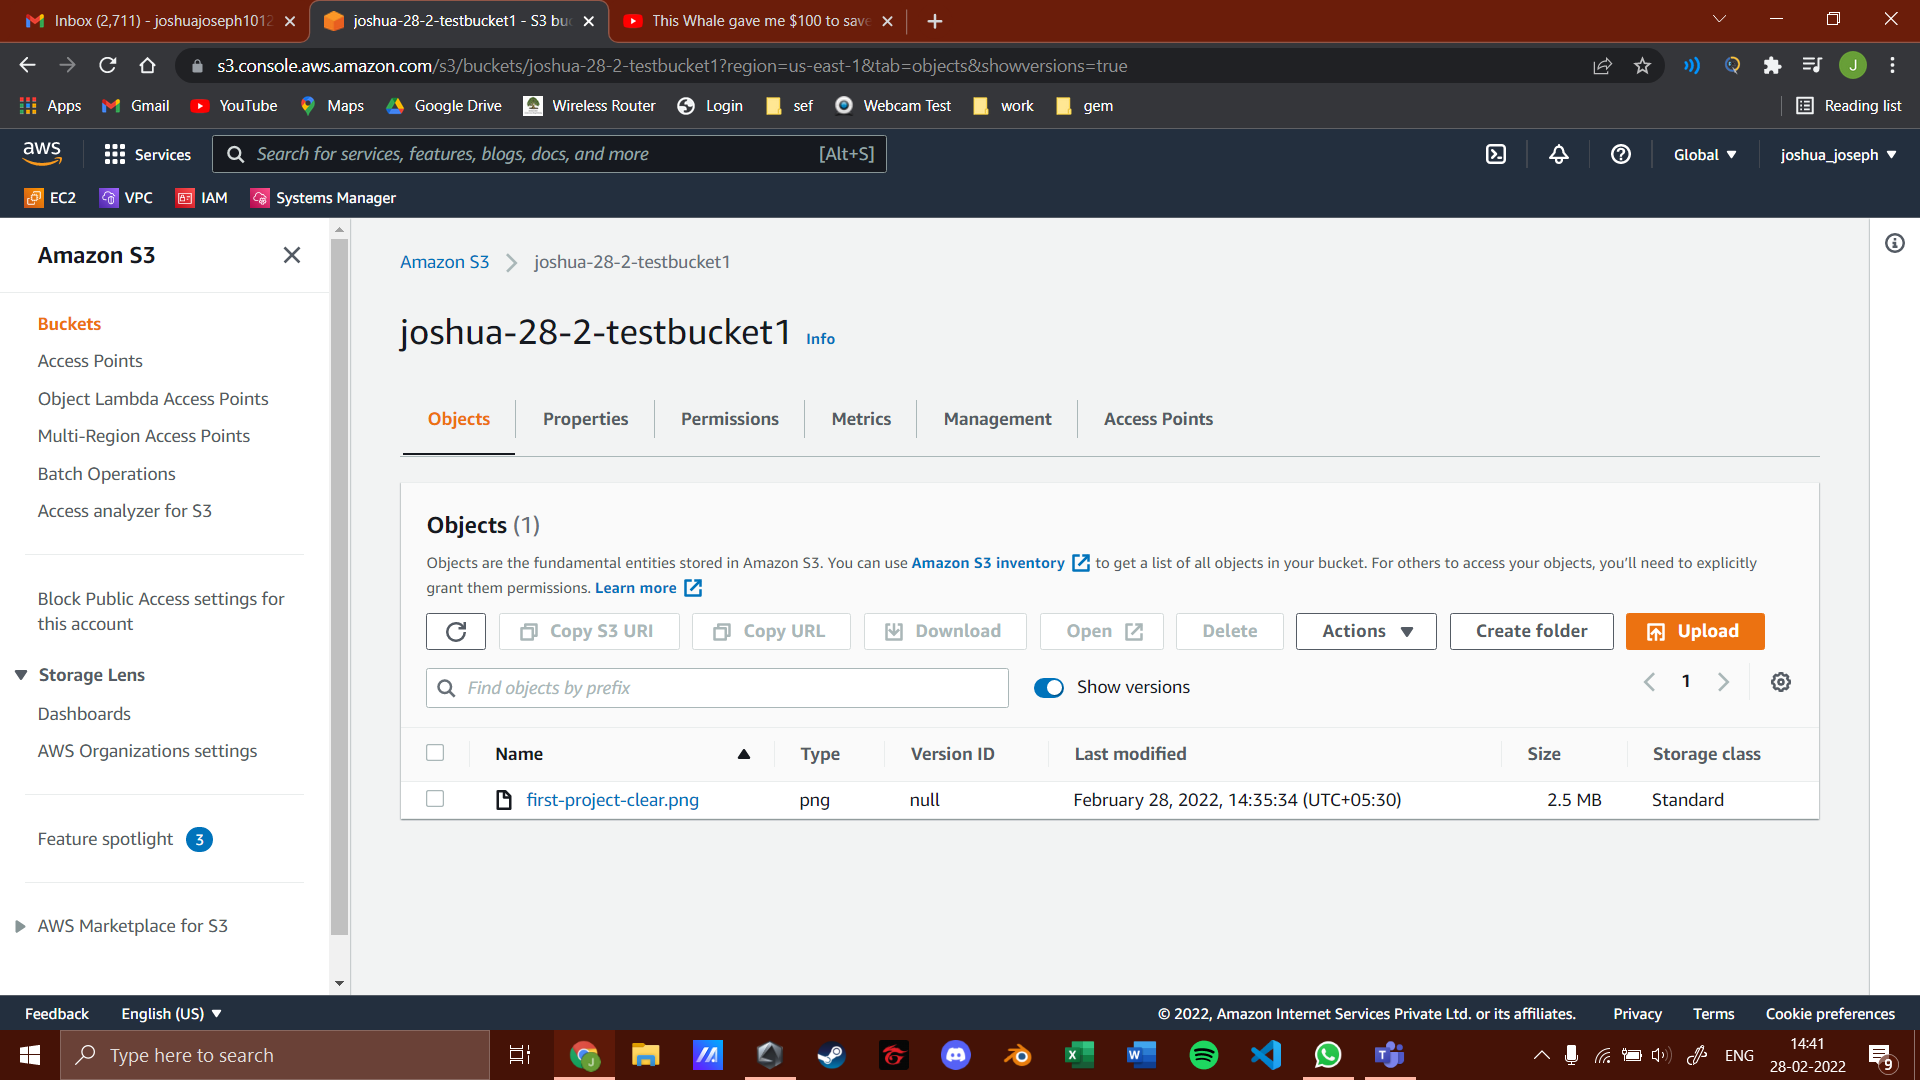 Inbox (2,711) - joshuajoseph1012
joshua-28-2-testbucket1 - S3 buc
This Whale gave me $100 to save
s3.console.aws.amazon.com/s3/buckets/joshua-28-2-testbucket1?region=us-east-1&tab=objects&showversions=true
J
Apps Gmail YouTube Maps Google Drive Wireless Router Login sef Webcam Test work gem Reading list
aws Services Search for services, features, blogs, docs, and more [Alt+S] Global joshua_joseph
EC2 VPC IAM Systems Manager
Amazon S3
Buckets
Access Points
Object Lambda Access Points
Multi-Region Access Points
Batch Operations
Access analyzer for S3
Block Public Access settings for
this account
Storage Lens
Dashboards
AWS Organizations settings
Feature spotlight 3
AWS Marketplace for S3
Amazon S3 joshua-28-2-testbucket1
joshua-28-2-testbucket1 Info
Objects Properties Permissions Metrics Management Access Points
Objects (1)
Objects are the fundamental entities stored in Amazon S3. You can use Amazon S3 inventory to get a list of all objects in your bucket. For others to access your objects, you'll need to explicitly
grant them permissions. Learn more
Copy S3 URI Copy URL Download Open Delete Actions Create folder Upload
Find objects by prefix Show versions 1
Name Type Version ID Last modified Size Storage class
first-project-clear.png png null February 28, 2022, 14:35:34 (UTC+05:30) 2.5 MB Standard
Feedback English (US) © 2022, Amazon Internet Services Private Ltd. or its affiliates. Privacy Terms Cookie preferences
Type here to search
ENG
14:41
28-02-2022
9